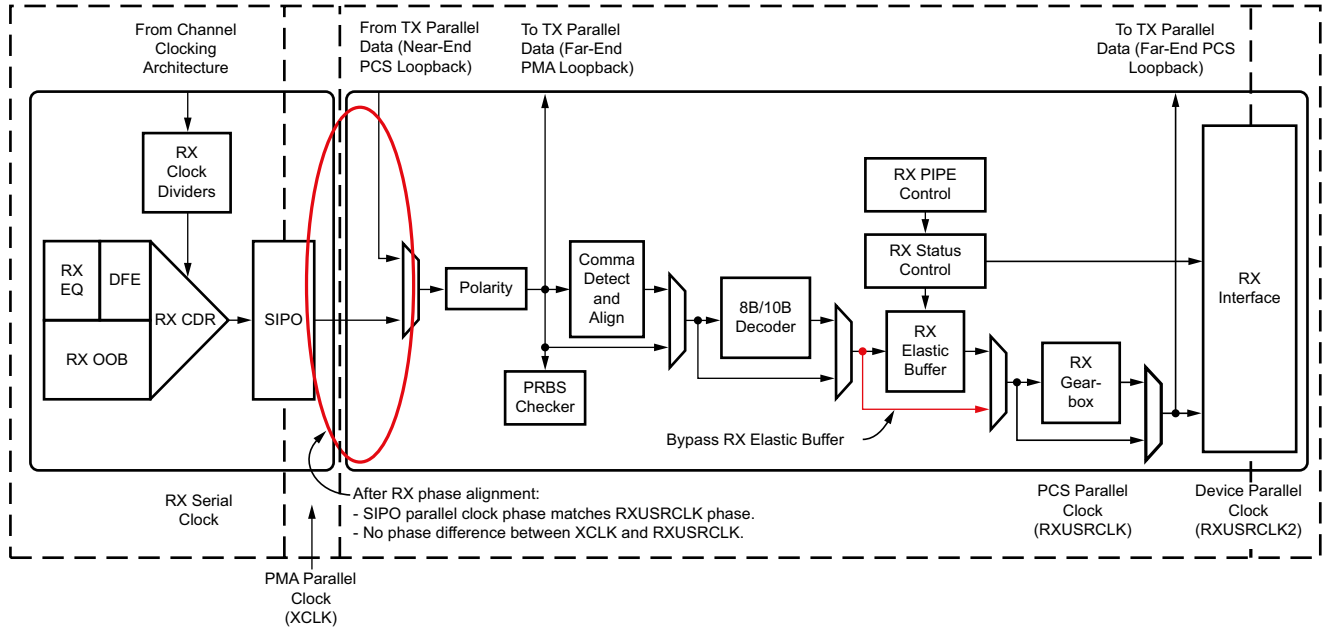 From Channel
Clocking
Architecture
From TX Parallel
Data (Near-End
PCS Loopback)
To TX Parallel
Data (Far-End
PMA Loopback)
To TX Parallel
Data (Far-End PCS
Loopback)
RX
Clock
Dividers
RX
EQ
DFE
RX CDR
RX OOB
SIPO
Polarity
Comma
Detect
and
Align
PRBS
Checker
8B/10B
Decoder
RX PIPE
Control
RX Status
Control
RX
Elastic
Buffer
Bypass RX Elastic Buffer
RX
Gear-
box
RX
Interface
RX Serial
Clock
After RX phase alignment:
- SIPO parallel clock phase matches RXUSRCLK phase.
- No phase difference between XCLK and RXUSRCLK.
PCS Parallel
Clock
(RXUSRCLK)
Device Parallel
Clock
(RXUSRCLK2)
PMA Parallel
Clock
(XCLK)